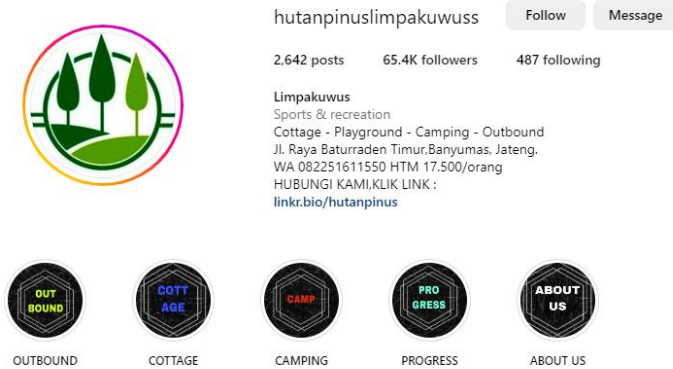 hutanpinuslimpakuwuss Follow Message
2,642 posts 65.4K followers 487 following
Limpakuwus
Sports & recreation
Cottage - Playground - Camping - Outbound
Jl. Raya Baturraden Timur,Banyumas, Jateng.
WA 082251611550 HTM 17.500/orang
HUBUNGI KAMI,KLIK LINK :
linkr.bio/hutanpinus
OUT
BOUND
COTT
AGE
CAMP
PRO
GRESS
ABOUT
US
OUTBOUND COTTAGE CAMPING PROGRESS ABOUT US